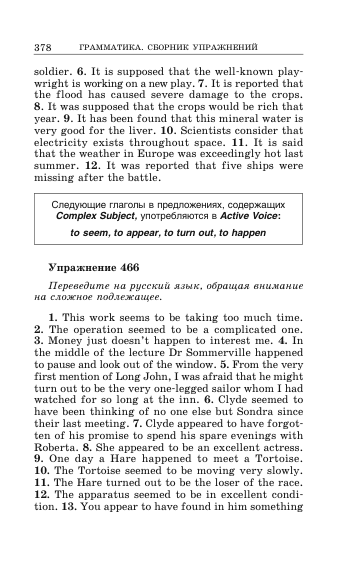 378 ГРАММАТИКА. СБОРНИК УПРАЖНЕНИЙ
soldier. 6. It is supposed that the well-known play-
wright is working on a new play. 7. It is reported that
the flood has caused severe damage to the crops.
8. It was supposed that the crops would be rich that
year. 9. It has been found that this mineral water is
very good for the liver. 10. Scientists consider that
electricity exists throughout space. 11. It is said
that the weather in Europe was exceedingly hot last
summer. 12. It was reported that five ships were
missing after the battle.
Следующие глаголы в предложениях, содержащих
Complex Subject, употребляются в Active Voice:
to seem, to appear, to turn out, to happen
Упражнение 466
Переведите на русский язык, обращая внимание
на сложное подлежащее.
1. This work seems to be taking too much time.
2. The operation seemed to be a complicated one.
3. Money just doesn't happen to interest me. 4. In
the middle of the lecture Dr Sommerville happened
to pause and look out of the window. 5. From the very
first mention of Long John, I was afraid that he might
turn out to be the very one-legged sailor whom I had
watched for so long at the inn. 6. Clyde seemed to
have been thinking of no one else but Sondra since
their last meeting. 7. Clyde appeared to have forgot-
ten of his promise to spend his spare evenings with
Roberta. 8. She appeared to be an excellent actress.
9. One day a Hare happened to meet a Tortoise.
10. The Tortoise seemed to be moving very slowly.
11. The Hare turned out to be the loser of the race.
12. The apparatus seemed to be in excellent condi-
tion. 13. You appear to have found in him something